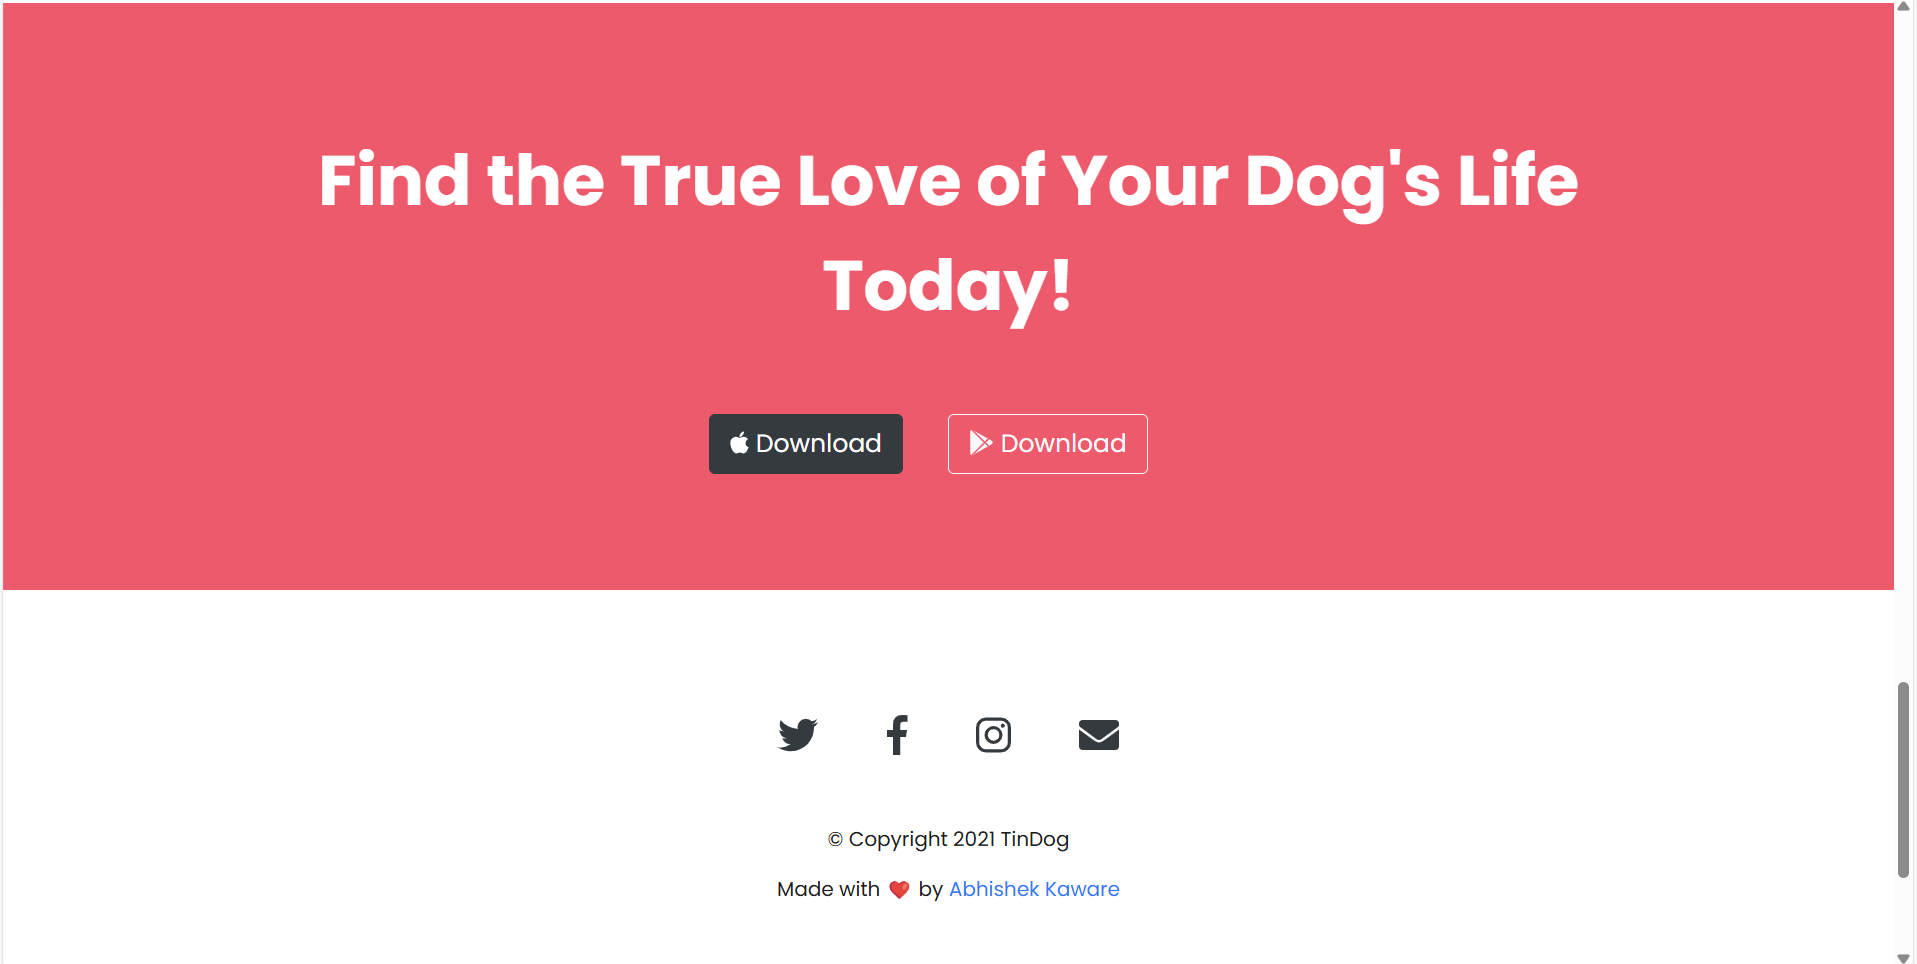 Find the True Love of Your Dog's Life
Today!
Download
Download
© Copyright 2021 TinDog
Made with ❤️ by Abhishek Kaware